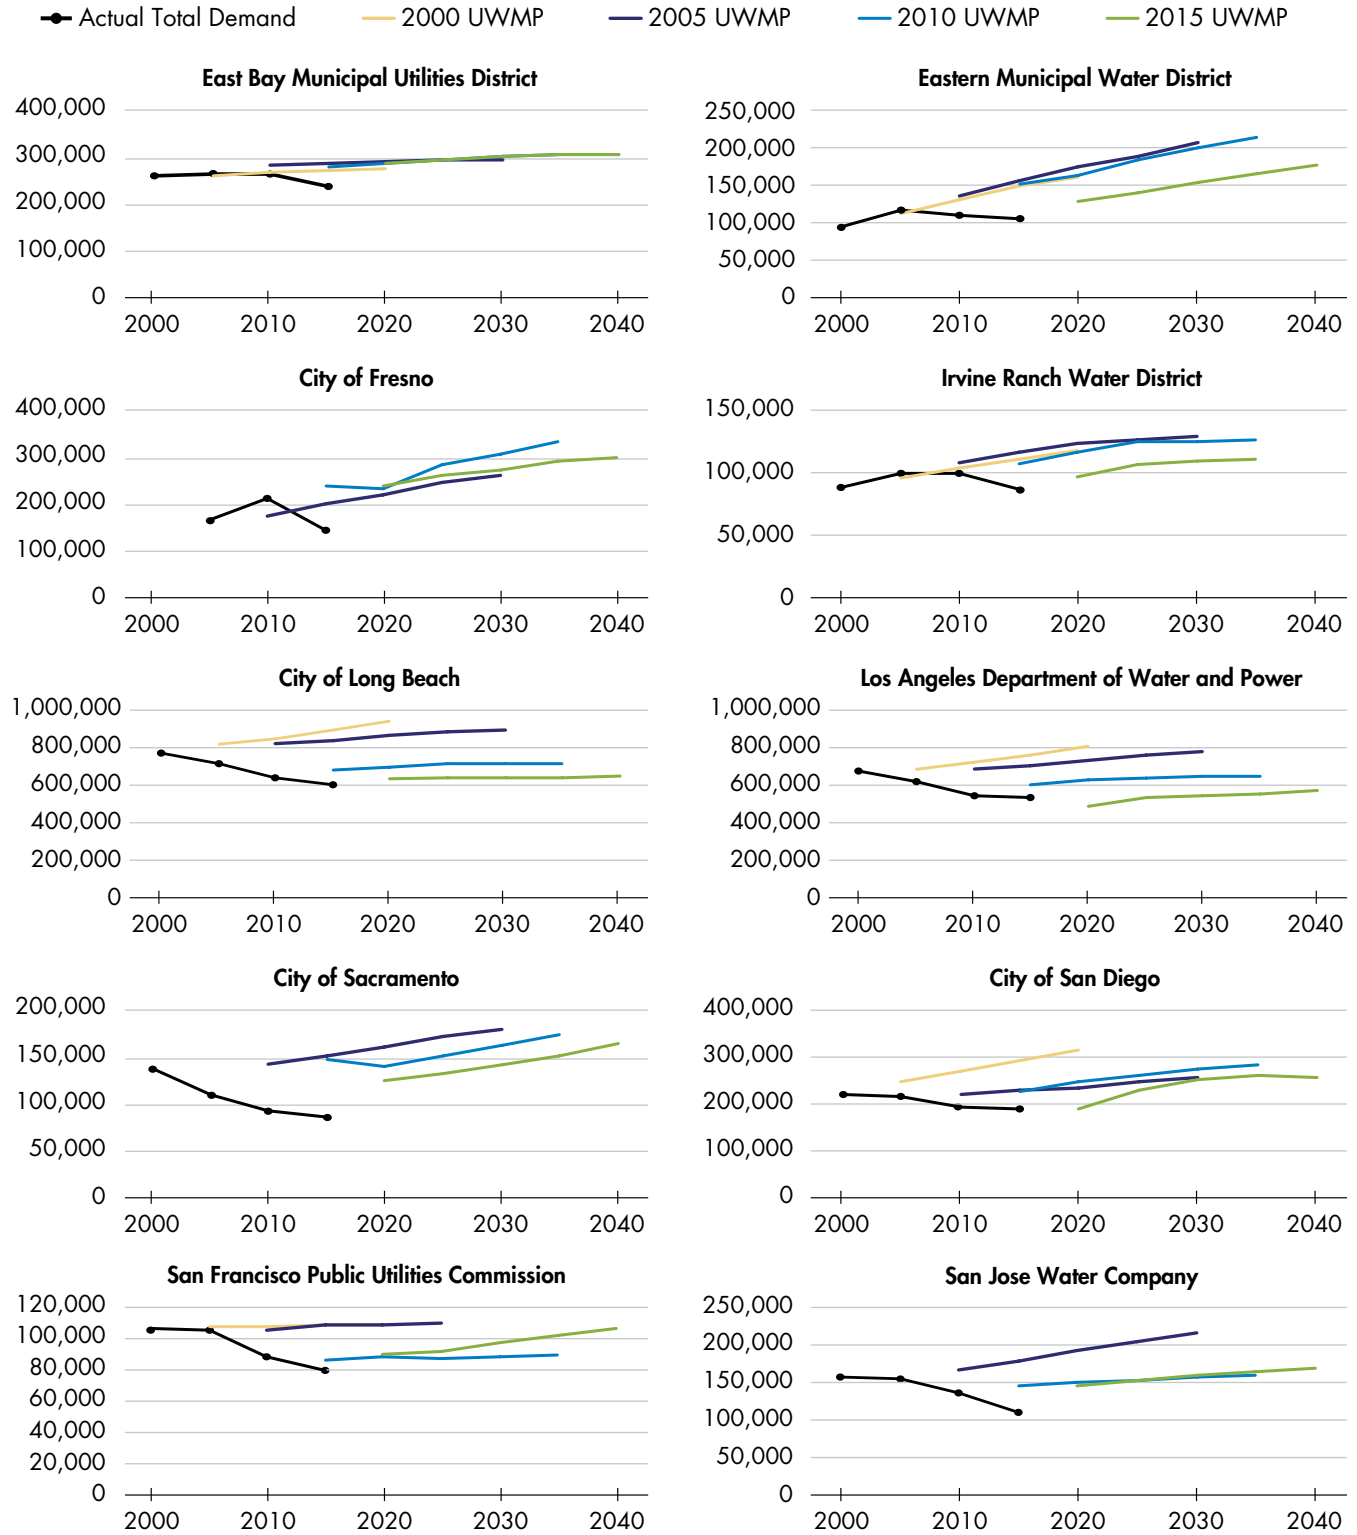 Actual Total Demand 2000 UWMP 2005 UWMP 2010 UWMP 2015 UWMP
East Bay Municipal Utilities District
400,000
300,000
200,000
100,000
0
2000 2010 2020 2030 2040
Eastern Municipal Water District
250,000
200,000
150,000
100,000
50,000
0
2000 2010 2020 2030 2040
City of Fresno
400,000
300,000
200,000
100,000
0
2000 2010 2020 2030 2040
Irvine Ranch Water District
150,000
100,000
50,000
0
2000 2010 2020 2030 2040
City of Long Beach
1,000,000
800,000
600,000
400,000
200,000
0
2000 2010 2020 2030 2040
Los Angeles Department of Water and Power
1,000,000
800,000
600,000
400,000
200,000
0
2000 2010 2020 2030 2040
City of Sacramento
200,000
150,000
100,000
50,000
0
2000 2010 2020 2030 2040
City of San Diego
400,000
300,000
200,000
100,000
0
2000 2010 2020 2030 2040
San Francisco Public Utilities Commission
120,000
100,000
80,000
60,000
40,000
20,000
0
2000 2010 2020 2030 2040
San Jose Water Company
250,000
200,000
150,000
100,000
50,000
0
2000 2010 2020 2030 2040